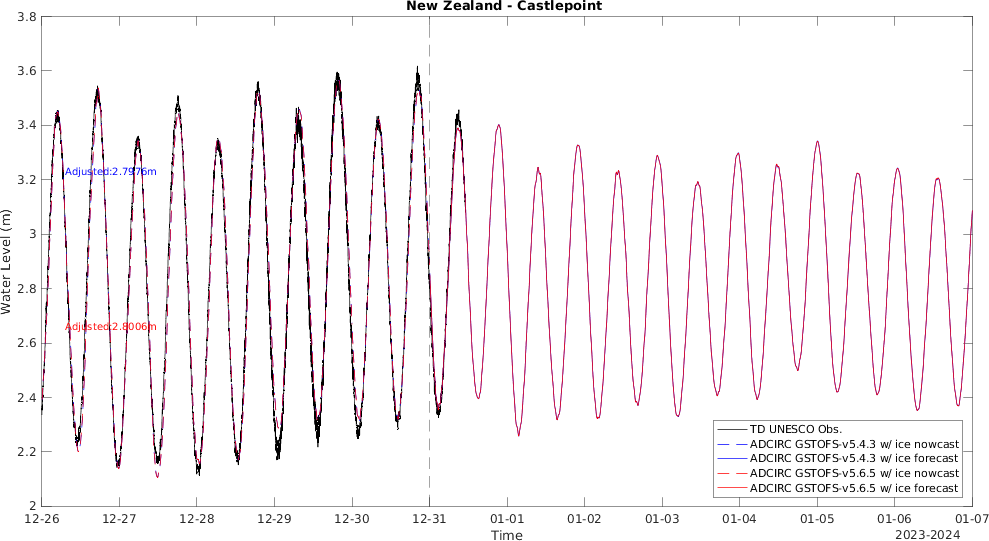 New Zealand - Castlepoint
3.8
3.6
3.4
3.2
3
2.8
2.6
2.4
2.2
2
Water Level (m)
Adjusted:2.7976m
Adjusted:2.8006m
TD UNESCO Obs.
ADCIRC GSTOFS-v5.4.3 w/ ice nowcast
ADCIRC GSTOFS-v5.4.3 w/ ice forecast
ADCIRC GSTOFS-v5.6.5 w/ ice nowcast
ADCIRC GSTOFS-v5.6.5 w/ ice forecast
12-26 12-27 12-28 12-29 12-30 12-31 01-01 01-02 01-03 01-04 01-05 01-06 01-07
Time
2023-2024